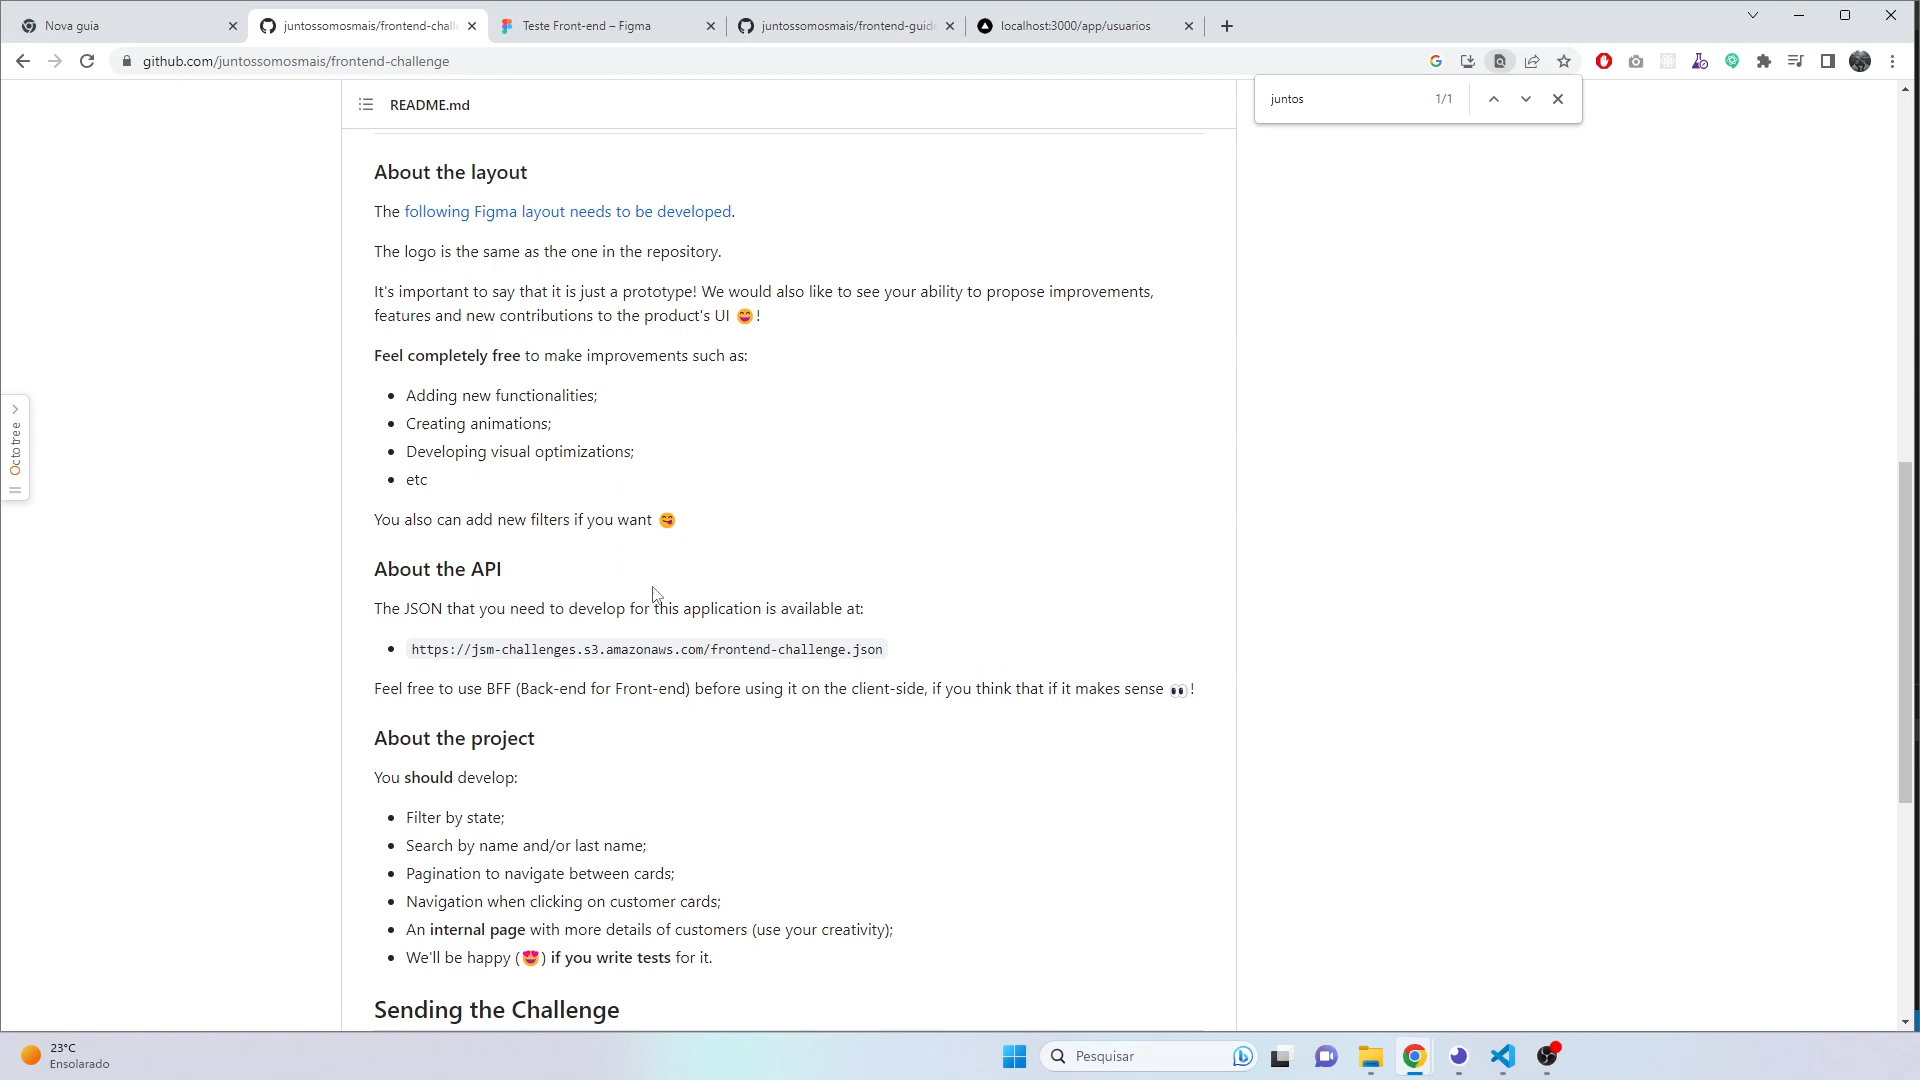 Nova guia
juntossomosmais/frontend-chall
Teste Front-end – Figma
juntossomosmais/frontend-guid
localhost:3000/app/usuarios
github.com/juntossomosmais/frontend-challenge
juntos
1/1
README.md
About the layout
The following Figma layout needs to be developed.
The logo is the same as the one in the repository.
It's important to say that it is just a prototype! We would also like to see your ability to propose improvements,
features and new contributions to the product's UI 😄!
Feel completely free to make improvements such as:
• Adding new functionalities;
• Creating animations;
• Developing visual optimizations;
• etc
You also can add new filters if you want 😋
Octotree
About the API
The JSON that you need to develop for this application is available at:
• https://jsm-challenges.s3.amazonaws.com/frontend-challenge.json
Feel free to use BFF (Back-end for Front-end) before using it on the client-side, if you think that if it makes sense 👀!
About the project
You should develop:
• Filter by state;
• Search by name and/or last name;
• Pagination to navigate between cards;
• Navigation when clicking on customer cards;
• An internal page with more details of customers (use your creativity);
• We'll be happy (😍) if you write tests for it.
Sending the Challenge
23°C
Ensolarado
Pesquisar